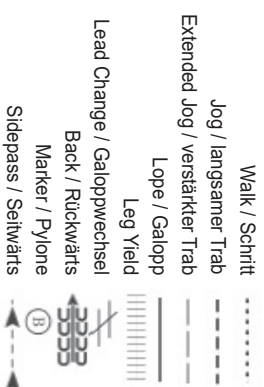 Walk / Schritt
Jog / langsamer Trab
Extended Jog / verstärkter Trab
Lope / Galopp
Leg Yield
Lead Change / Galoppwechsel
Back / Rückwärts
Marker / Pylone
B
Sidepass / Seitwärts